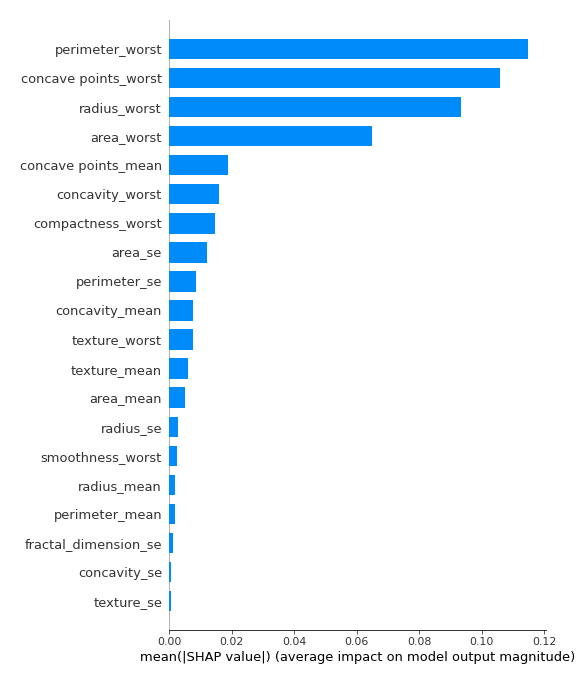 perimeter_worst
concave points_worst
radius_worst
area_worst
concave points_mean
concavity_worst
compactness_worst
area_se
perimeter_se
concavity_mean
texture_worst
texture_mean
area_mean
radius_se
smoothness_worst
radius_mean
perimeter_mean
fractal_dimension_se
concavity_se
texture_se
0.00 0.02 0.04 0.06 0.08 0.10 0.12
mean(|SHAP value|) (average impact on model output magnitude)